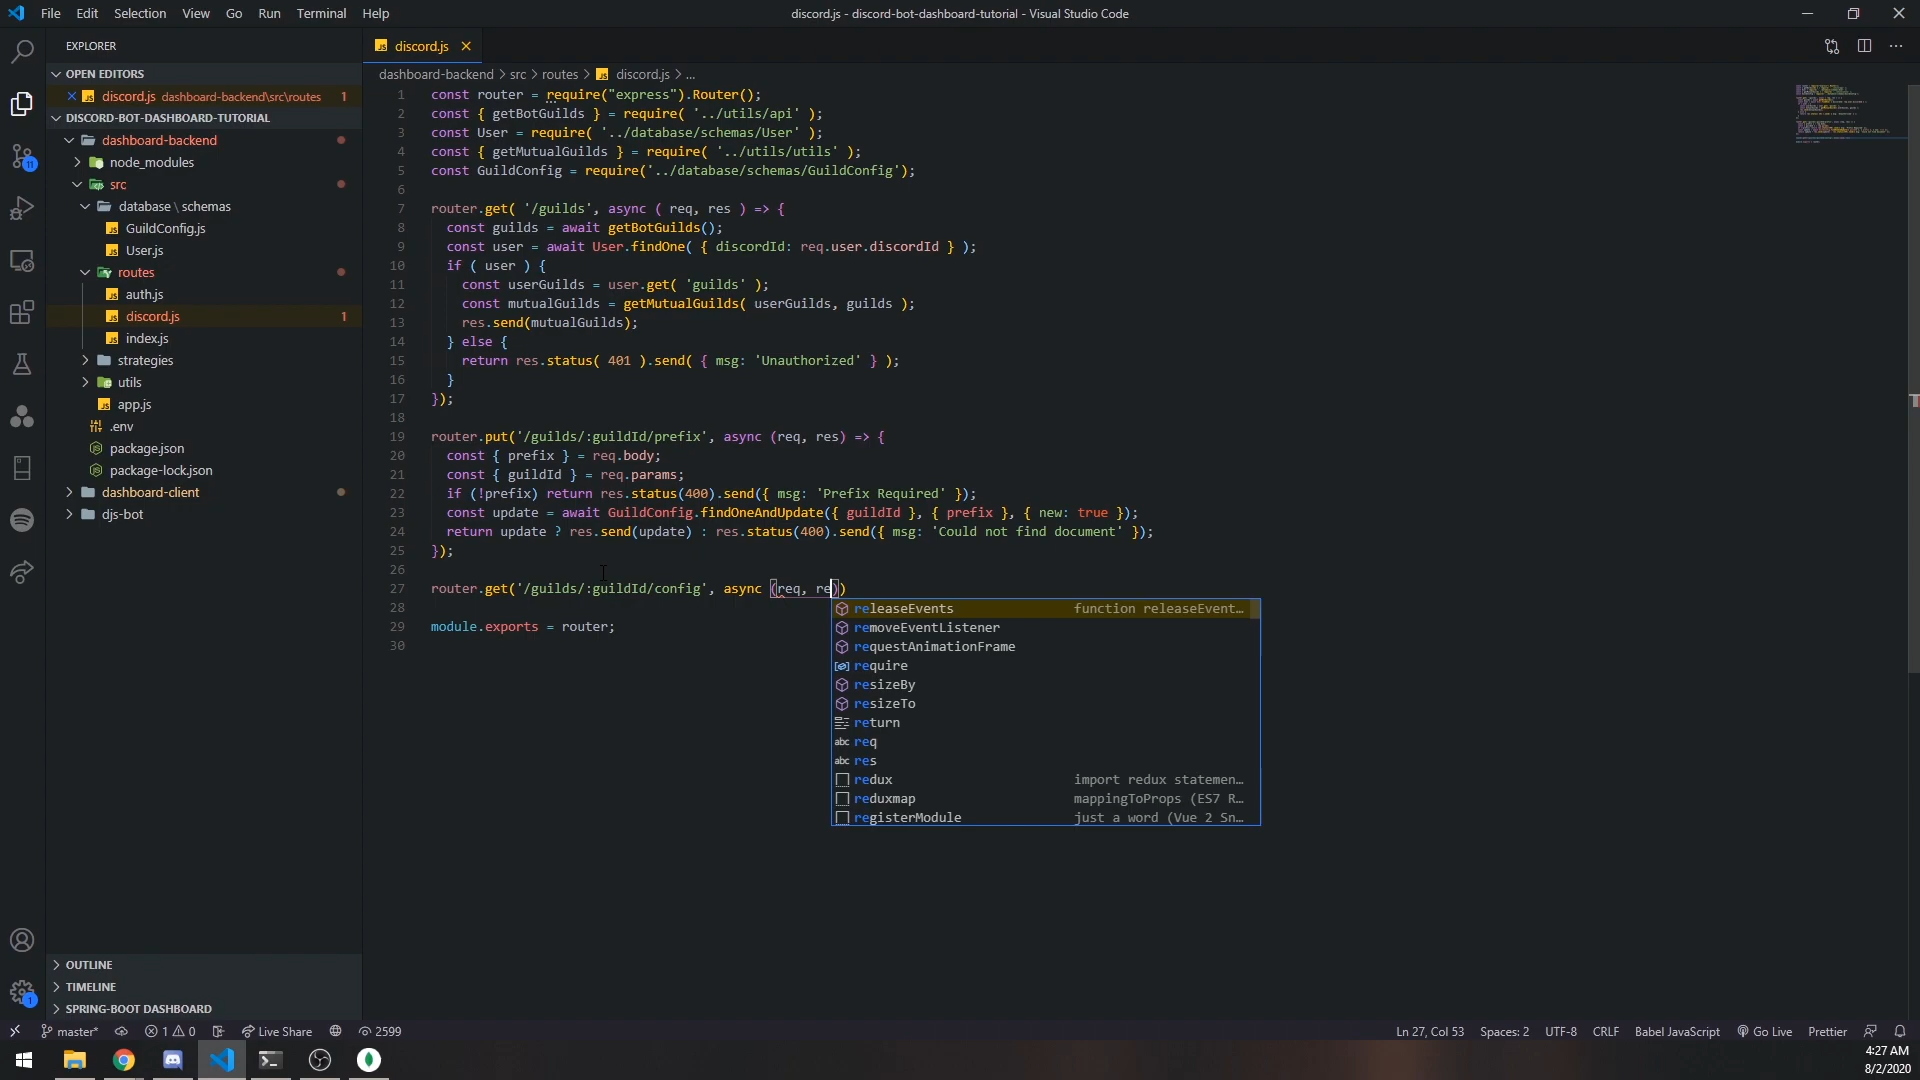 File Edit Selection View Go Run Terminal Help
discord.js - discord-bot-dashboard-tutorial - Visual Studio Code
EXPLORER
OPEN EDITORS
discord.js dashboard-backend\src\routes 1
DISCORD-BOT-DASHBOARD-TUTORIAL
dashboard-backend
node_modules
src
database \ schemas
GuildConfig.js
User.js
routes
auth.js
discord.js 1
index.js
strategies
utils
app.js
.env
package.json
package-lock.json
dashboard-client
djs-bot
OUTLINE
TIMELINE
SPRING-BOOT DASHBOARD
11
1
discord.js
dashboard-backend > src > routes > discord.js > ...
1 const router = require("express").Router();
2 const { getBotGuilds } = require( '../utils/api' );
3 const User = require( '../database/schemas/User' );
4 const { getMutualGuilds } = require( '../utils/utils' );
5 const GuildConfig = require('../database/schemas/GuildConfig');
6
7 router.get( '/guilds', async ( req, res ) => {
8 const guilds = await getBotGuilds();
9 const user = await User.findOne( { discordId: req.user.discordId } );
10 if ( user ) {
11 const userGuilds = user.get( 'guilds' );
12 const mutualGuilds = getMutualGuilds( userGuilds, guilds );
13 res.send(mutualGuilds);
14 } else {
15 return res.status( 401 ).send( { msg: 'Unauthorized' } );
16 }
17 });
18
19 router.put('/guilds/:guildId/prefix', async (req, res) => {
20 const { prefix } = req.body;
21 const { guildId } = req.params;
22 if (!prefix) return res.status(400).send({ msg: 'Prefix Required' });
23 const update = await GuildConfig.findOneAndUpdate({ guildId }, { prefix }, { new: true });
24 return update ? res.send(update) : res.status(400).send({ msg: 'Could not find document' });
25 });
26
27 router.get('/guilds/:guildId/config', async (req, re))
28
29 module.exports = router;
30
releaseEvents function releaseEvent…
removeEventListener
requestAnimationFrame
require
resizeBy
resizeTo
return
abc req
abc res
redux import redux statemen…
reduxmap mappingToProps (ES7 R…
registerModule just a word (Vue 2 Sn…
master* 1 0 Live Share 2599
Ln 27, Col 53 Spaces: 2 UTF-8 CRLF Babel JavaScript Go Live Prettier
4:27 AM
8/2/2020